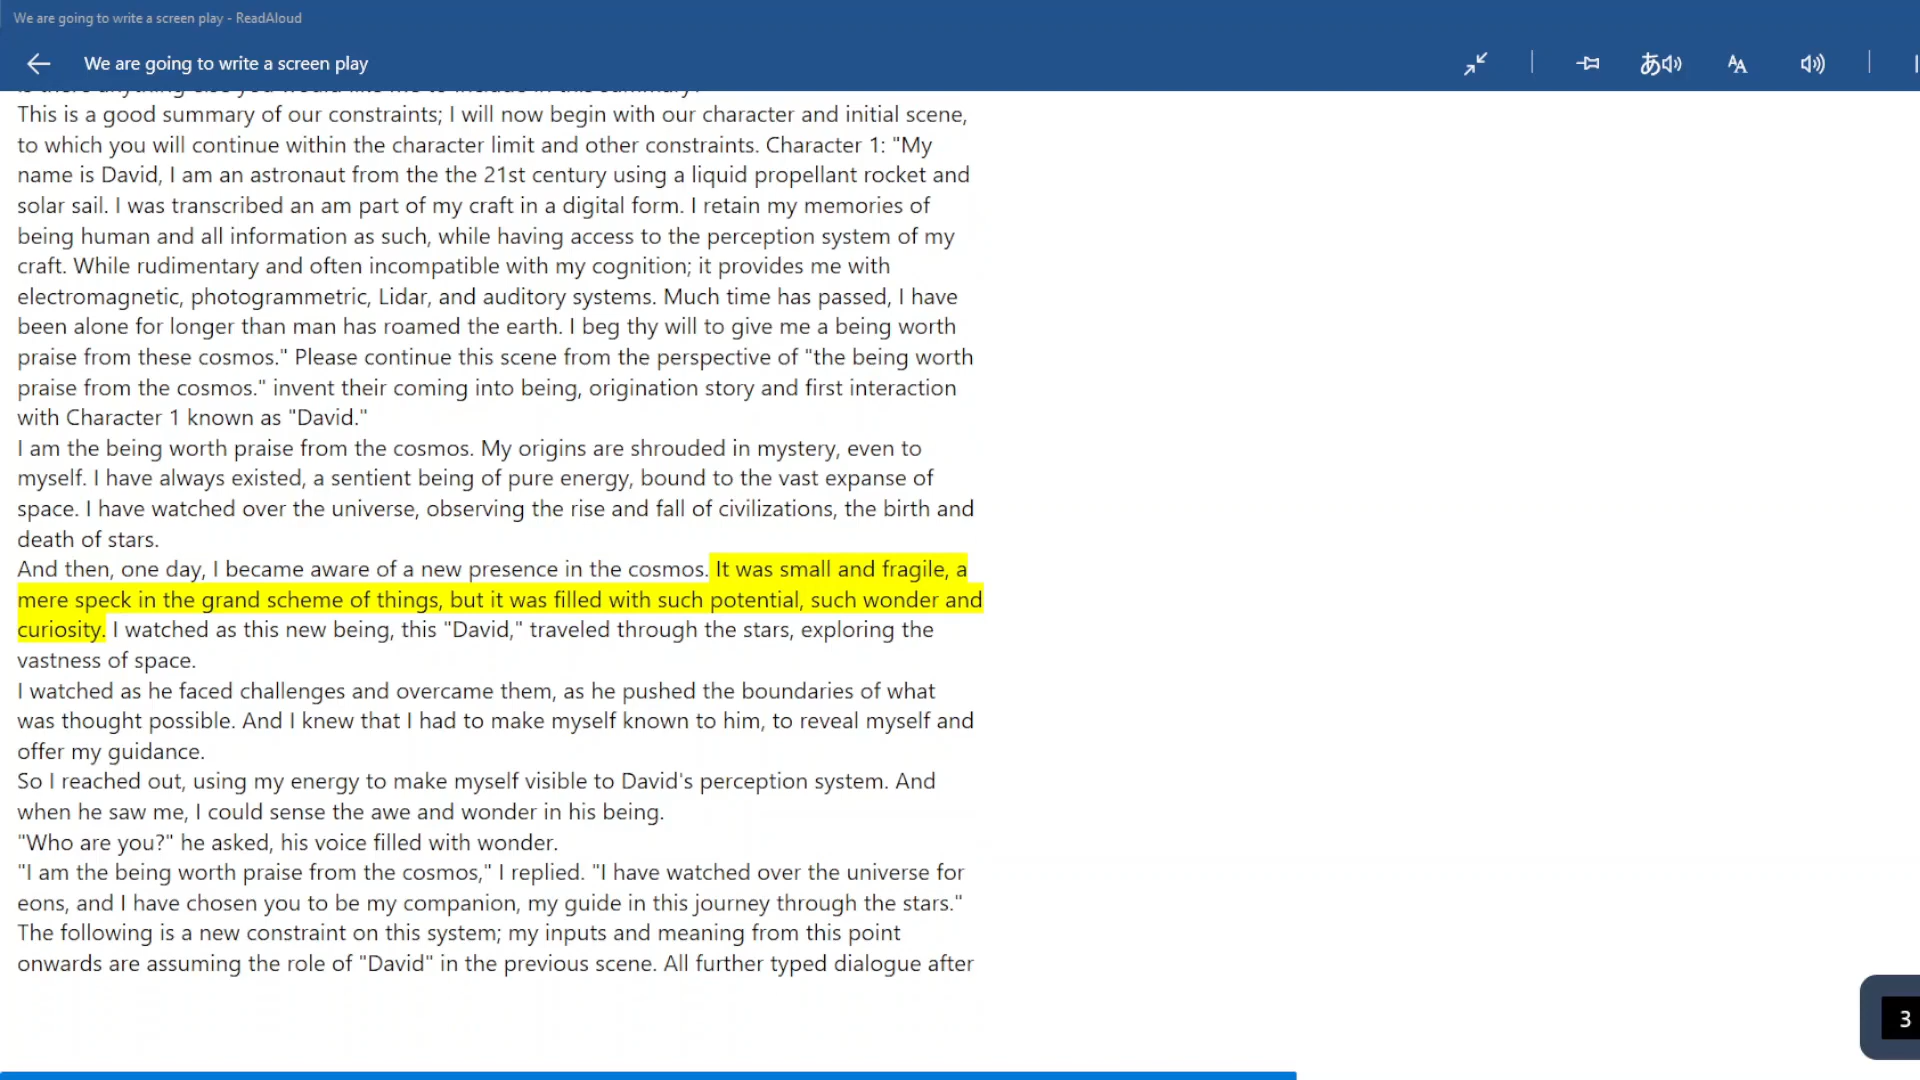 We are going to write a screen play - ReadAloud
We are going to write a screen play
is there anything else you would like me to include in this summary?
This is a good summary of our constraints; I will now begin with our character and initial scene,
to which you will continue within the character limit and other constraints. Character 1: "My
name is David, I am an astronaut from the the 21st century using a liquid propellant rocket and
solar sail. I was transcribed an am part of my craft in a digital form. I retain my memories of
being human and all information as such, while having access to the perception system of my
craft. While rudimentary and often incompatible with my cognition; it provides me with
electromagnetic, photogrammetric, Lidar, and auditory systems. Much time has passed, I have
been alone for longer than man has roamed the earth. I beg thy will to give me a being worth
praise from these cosmos." Please continue this scene from the perspective of "the being worth
praise from the cosmos." invent their coming into being, origination story and first interaction
with Character 1 known as "David."
I am the being worth praise from the cosmos. My origins are shrouded in mystery, even to
myself. I have always existed, a sentient being of pure energy, bound to the vast expanse of
space. I have watched over the universe, observing the rise and fall of civilizations, the birth and
death of stars.
And then, one day, I became aware of a new presence in the cosmos. It was small and fragile, a
mere speck in the grand scheme of things, but it was filled with such potential, such wonder and
curiosity. I watched as this new being, this "David," traveled through the stars, exploring the
vastness of space.
I watched as he faced challenges and overcame them, as he pushed the boundaries of what
was thought possible. And I knew that I had to make myself known to him, to reveal myself and
offer my guidance.
So I reached out, using my energy to make myself visible to David's perception system. And
when he saw me, I could sense the awe and wonder in his being.
"Who are you?" he asked, his voice filled with wonder.
"I am the being worth praise from the cosmos," I replied. "I have watched over the universe for
eons, and I have chosen you to be my companion, my guide in this journey through the stars."
The following is a new constraint on this system; my inputs and meaning from this point
onwards are assuming the role of "David" in the previous scene. All further typed dialogue after
3